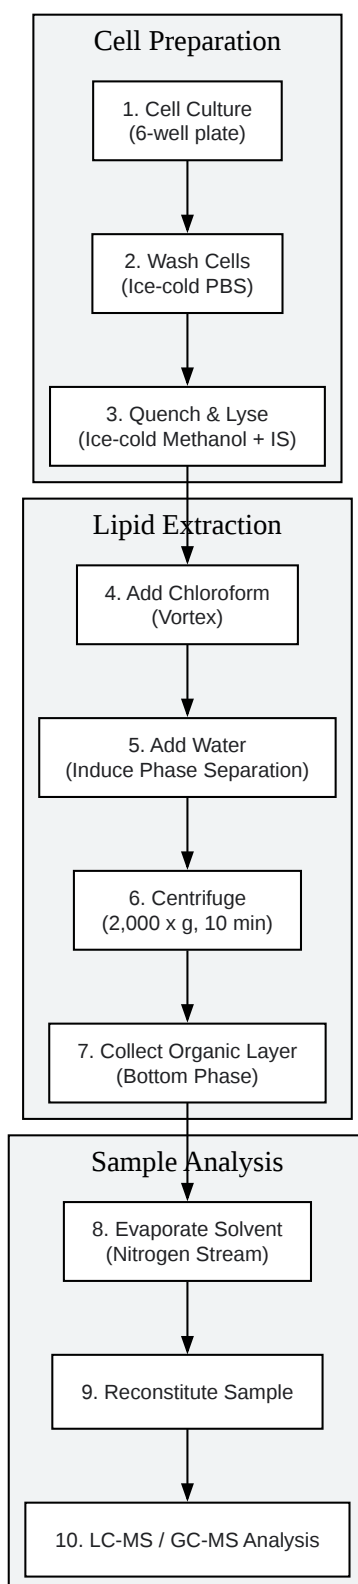 Cell Preparation
1. Cell Culture
(6-well plate)
2. Wash Cells
(Ice-cold PBS)
3. Quench & Lyse
(Ice-cold Methanol + IS)
Lipid Extraction
4. Add Chloroform
(Vortex)
5. Add Water
(Induce Phase Separation)
6. Centrifuge
(2,000 x g, 10 min)
7. Collect Organic Layer
(Bottom Phase)
Sample Analysis
8. Evaporate Solvent
(Nitrogen Stream)
9. Reconstitute Sample
10. LC-MS / GC-MS Analysis